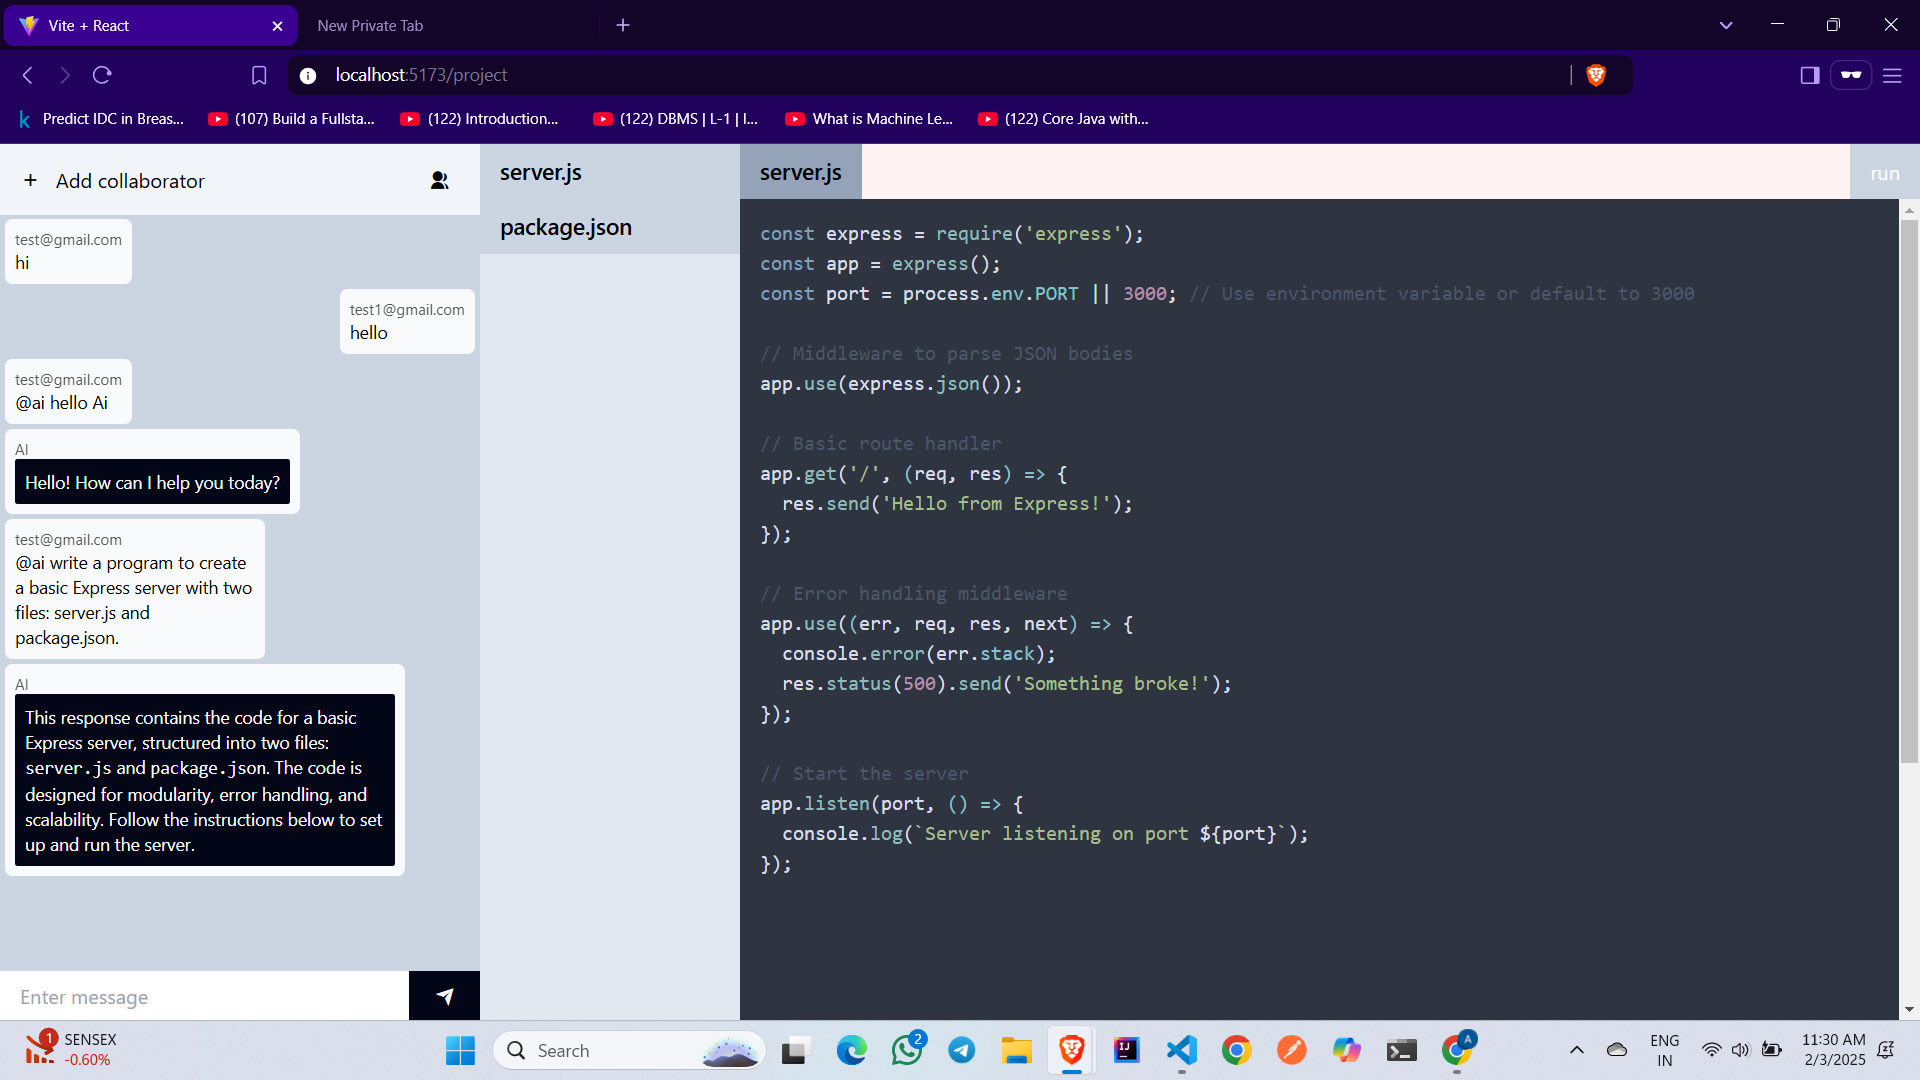 Vite + React
New Private Tab
localhost:5173/project
Predict IDC in Breas...
(107) Build a Fullsta...
(122) Introduction...
(122) DBMS | L-1 | I...
What is Machine Le...
(122) Core Java with...
+ Add collaborator
test@gmail.com
hi
test1@gmail.com
hello
test@gmail.com
@ai hello Ai
AI
Hello! How can I help you today?
test@gmail.com
@ai write a program to create
a basic Express server with two
files: server.js and
package.json.
AI
This response contains the code for a basic
Express server, structured into two files:
server.js and package.json. The code is
designed for modularity, error handling, and
scalability. Follow the instructions below to set
up and run the server.
Enter message
server.js
package.json
server.js
run
const express = require('express');
const app = express();
const port = process.env.PORT || 3000; // Use environment variable or default to 3000
// Middleware to parse JSON bodies
app.use(express.json());
// Basic route handler
app.get('/', (req, res) => {
  res.send('Hello from Express!');
});
// Error handling middleware
app.use((err, req, res, next) => {
  console.error(err.stack);
  res.status(500).send('Something broke!');
});
// Start the server
app.listen(port, () => {
  console.log(`Server listening on port ${port}`);
});
1
SENSEX
-0.60%
Search
2
IJ
A
ENG
IN
11:30 AM
2/3/2025